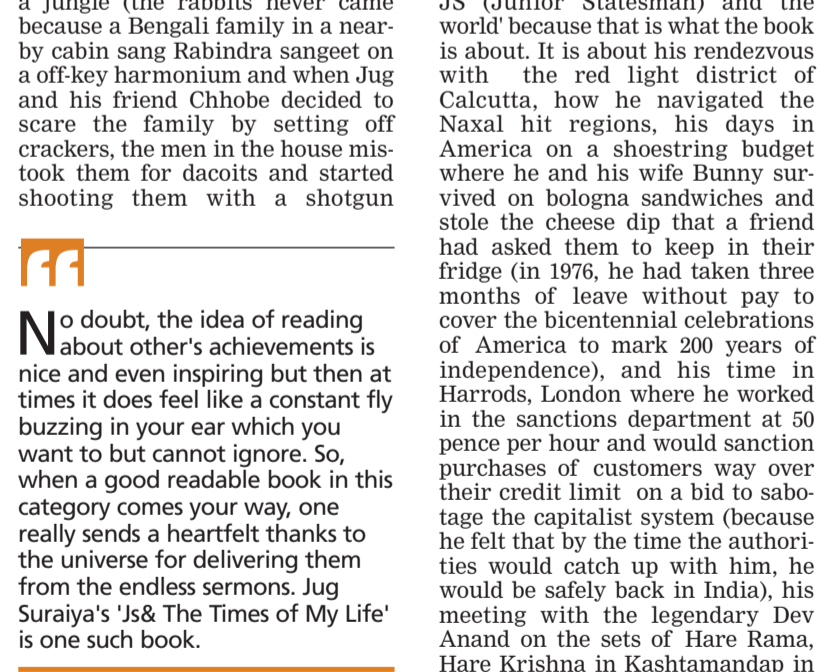 a jungle (the rabbits never came
because a Bengali family in a near-
by cabin sang Rabindra sangeet on
a off-key harmonium and when Jug
and his friend Chhobe decided to
scare the family by setting off
crackers, the men in the house mis-
took them for dacoits and started
shooting them with a shotgun
No doubt, the idea of reading
about other's achievements is
nice and even inspiring but then at
times it does feel like a constant fly
buzzing in your ear which you
want to but cannot ignore. So,
when a good readable book in this
category comes your way, one
really sends a heartfelt thanks to
the universe for delivering them
from the endless sermons. Jug
Suraiya's 'Js& The Times of My Life'
is one such book.
JS (Junior Statesman) and the
world' because that is what the book
is about. It is about his rendezvous
with the red light district of
Calcutta, how he navigated the
Naxal hit regions, his days in
America on a shoestring budget
where he and his wife Bunny sur-
vived on bologna sandwiches and
stole the cheese dip that a friend
had asked them to keep in their
fridge (in 1976, he had taken three
months of leave without pay to
cover the bicentennial celebrations
of America to mark 200 years of
independence), and his time in
Harrods, London where he worked
in the sanctions department at 50
pence per hour and would sanction
purchases of customers way over
their credit limit on a bid to sabo-
tage the capitalist system (because
he felt that by the time the authori-
ties would catch up with him, he
would be safely back in India), his
meeting with the legendary Dev
Anand on the sets of Hare Rama,
Hare Krishna in Kashtamandap in